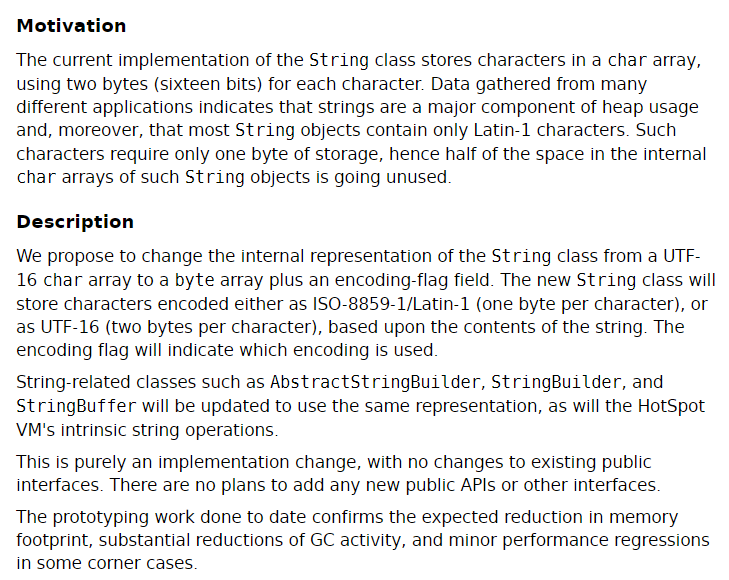 Motivation
The current implementation of the String class stores characters in a char array,
using two bytes (sixteen bits) for each character. Data gathered from many
different applications indicates that strings are a major component of heap usage
and, moreover, that most String objects contain only Latin-1 characters. Such
characters require only one byte of storage, hence half of the space in the internal
char arrays of such String objects is going unused.
Description
We propose to change the internal representation of the String class from a UTF-
16 char array to a byte array plus an encoding-flag field. The new String class will
store characters encoded either as ISO-8859-1/Latin-1 (one byte per character), or
as UTF-16 (two bytes per character), based upon the contents of the string. The
encoding flag will indicate which encoding is used.
String-related classes such as AbstractStringBuilder, StringBuilder, and
StringBuffer will be updated to use the same representation, as will the HotSpot
VM's intrinsic string operations.
This is purely an implementation change, with no changes to existing public
interfaces. There are no plans to add any new public APIs or other interfaces.
The prototyping work done to date confirms the expected reduction in memory
footprint, substantial reductions of GC activity, and minor performance regressions
in some corner cases.